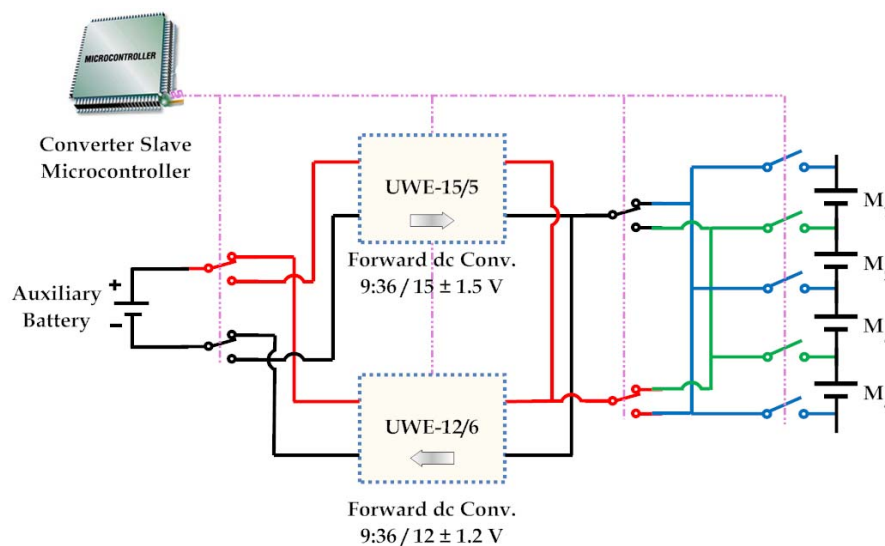 MICROCONTROLLER
Converter Slave
Microcontroller
UWE-15/5
Forward dc Conv.
9:36 / 15 ± 1.5 V
Auxiliary
Battery
+
−
UWE-12/6
Forward dc Conv.
9:36 / 12 ± 1.2 V
M
M
M
M